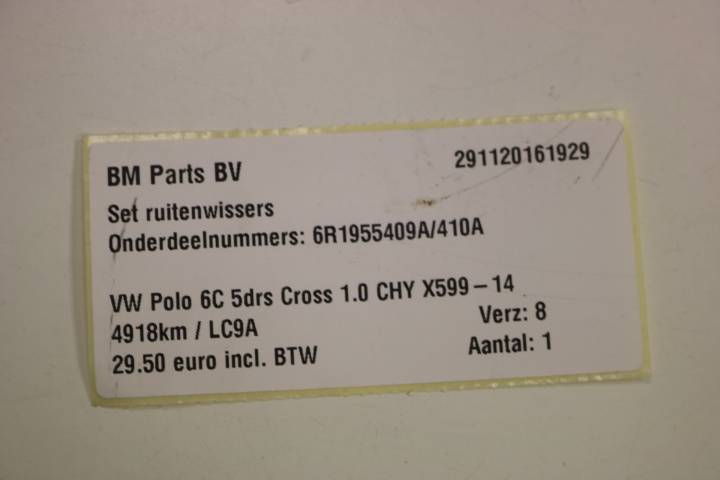 BM Parts BV 291120161929
Set ruitenwissers
Onderdeelnummers: 6R1955409A/410A
VW Polo 6C 5drs Cross 1.0 CHY X599-14
4918km / LC9A Verz: 8
29.50 euro incl. BTW Aantal: 1